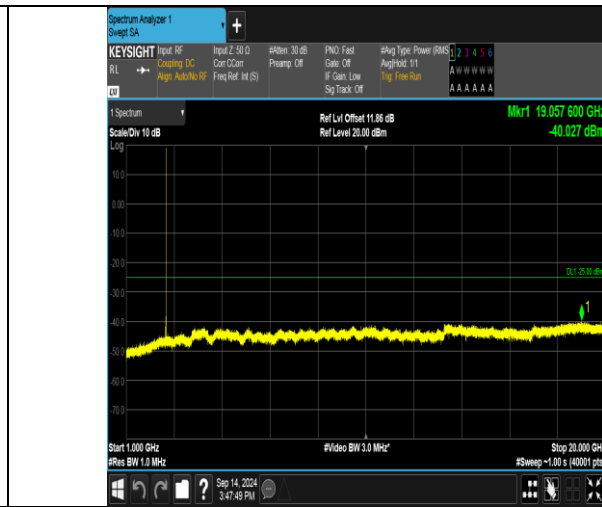 Spectrum Analyzer 1
Swept SA
+
KEYSIGHT Input: RF Input Z: 50 Ω #Atten: 30 dB PNO: Fast #Avg Type: Power (RMS 1 2 3 4 5 6
RL Coupling: DC Corr CCorr Preamp: Off Gate: Off Avg|Hold: 1/1 A W W W W W
Align: Auto/No RF Freq Ref: Int (S) IF Gain: Low Trig: Free Run
Sig Track: Off A A A A A A
1 Spectrum Ref Lvl Offset 11.86 dB Mkr1 19.057 600 GHz
Scale/Div 10 dB Ref Level 20.00 dBm -40.027 dBm
Log
10.0
0.00
-10.0
-20.0
DL1 -25.00 dBm
-30.0
1
-40.0
-50.0
-60.0
-70.0
Start 1.000 GHz #Video BW 3.0 MHz* Stop 20.000 GH
#Res BW 1.0 MHz #Sweep ~1.00 s (40001 pts
? Sep 14, 2024
3:47:49 PM